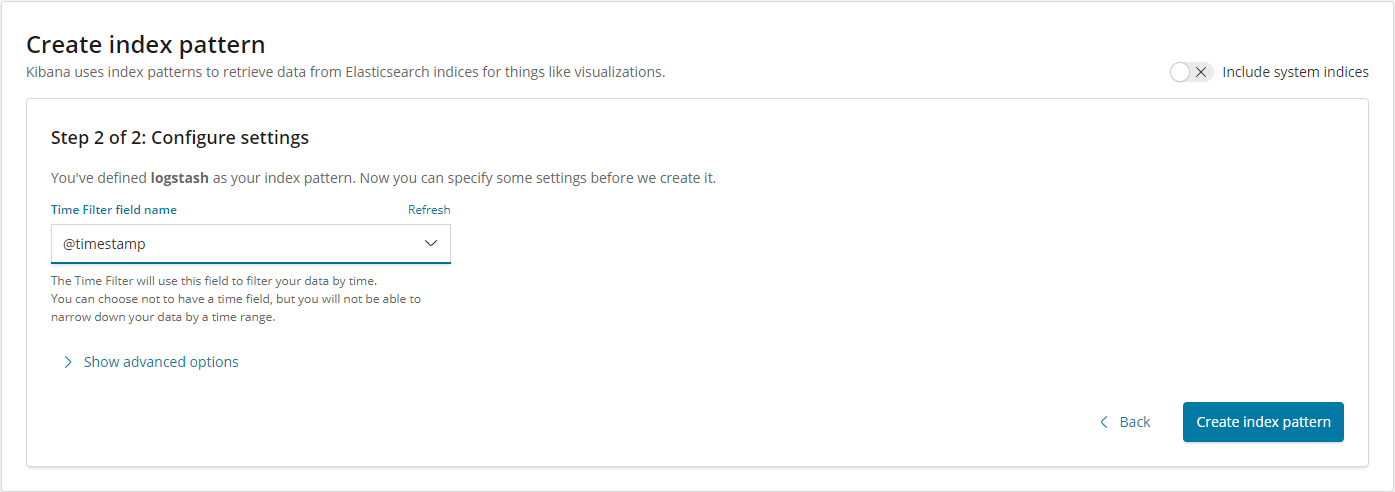 Create index pattern
Kibana uses index patterns to retrieve data from Elasticsearch indices for things like visualizations.
Include system indices
Step 2 of 2: Configure settings
You've defined logstash as your index pattern. Now you can specify some settings before we create it.
Time Filter field name
Refresh
@timestamp
The Time Filter will use this field to filter your data by time.
You can choose not to have a time field, but you will not be able to
narrow down your data by a time range.
Show advanced options
Back
Create index pattern